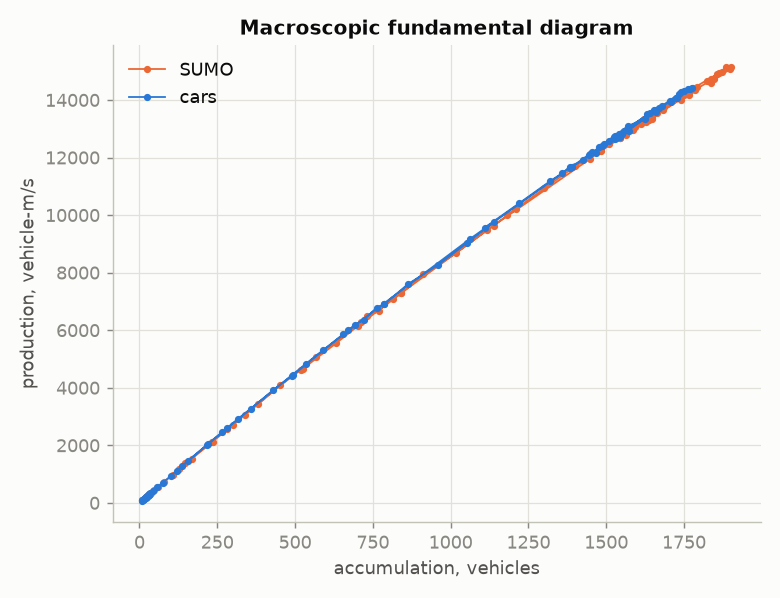 Macroscopic fundamental diagram
SUMO
cars
production, vehicle-m/s
14000
12000
10000
8000
6000
4000
2000
0
0 250 500 750 1000 1250 1500 1750
accumulation, vehicles